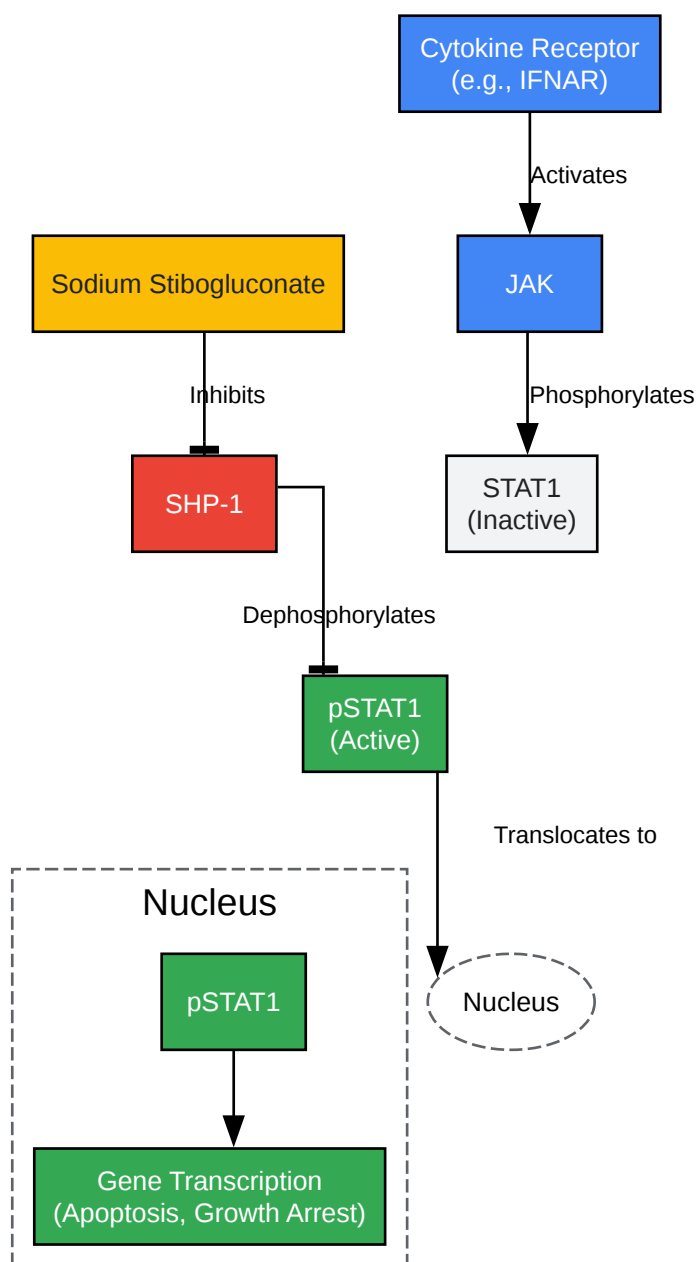 Cytokine Receptor
(e.g., IFNAR)
Activates
Sodium Stibogluconate
JAK
Inhibits
Phosphorylates
SHP-1
STAT1
(Inactive)
Dephosphorylates
pSTAT1
(Active)
Translocates to
Nucleus
pSTAT1
Nucleus
Gene Transcription
(Apoptosis, Growth Arrest)